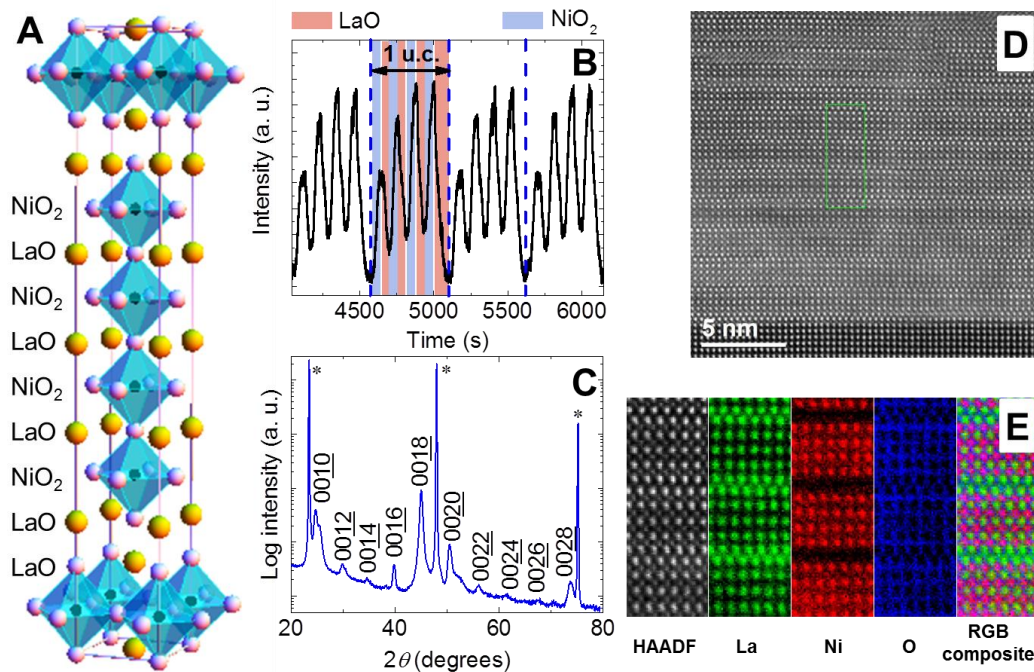 A
NiO₂
LaO
NiO₂
LaO
NiO₂
LaO
NiO₂
LaO
LaO
LaO
NiO₂
1 u.c.
B
Intensity (a. u.)
4500 5000 5500 6000
Time (s)
C
*
*
*
0010
0012
0014
0016
0018
0020
0022
0024
0026
0028
Log intensity (a. u.)
20 40 60 80
2θ (degrees)
D
5 nm
E
HAADF La Ni O RGB
composite